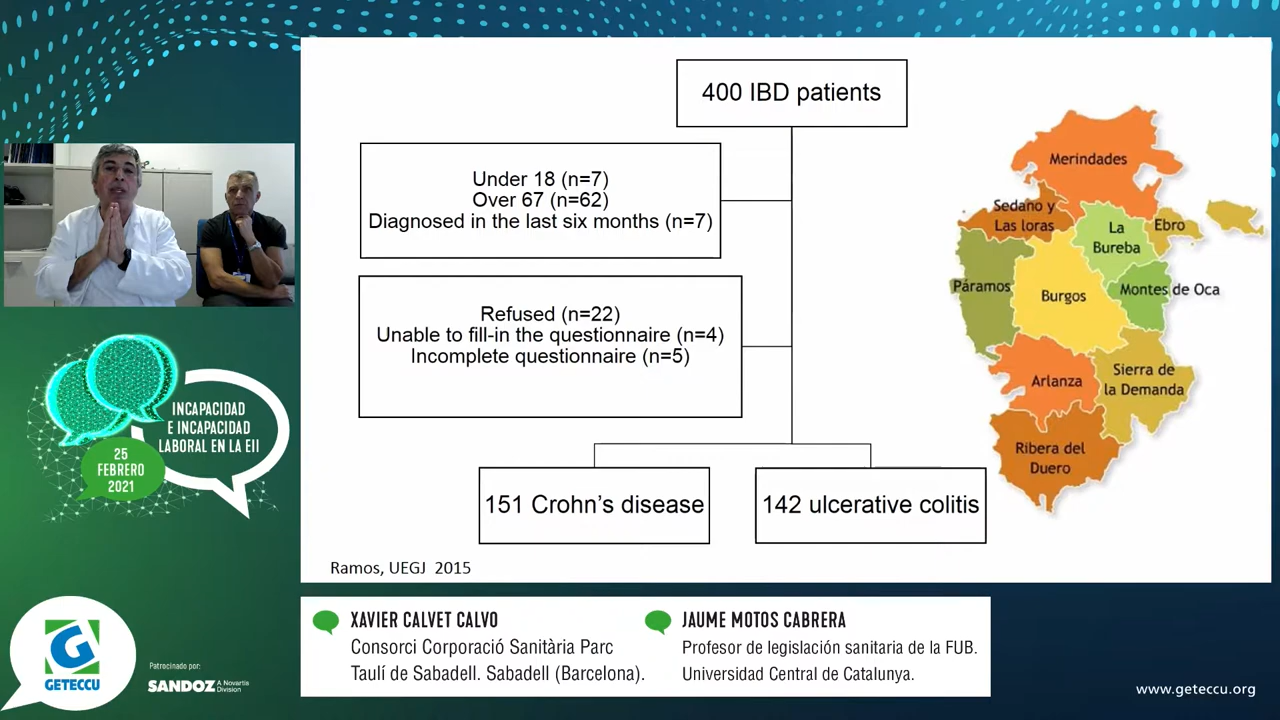 400 IBD patients
Under 18 (n=7)
Over 67 (n=62)
Diagnosed in the last six months (n=7)
Refused (n=22)
Unable to fill-in the questionnaire (n=4)
Incomplete questionnaire (n=5)
151 Crohn's disease
142 ulcerative colitis
Ramos, UEGJ 2015
Merindades
Sedano y
Las loras
La
Bureba
Ebro
Páramos
Burgos
Montes de Oca
Arlanza
Sierra de
la Demanda
Ribera del
Duero
INCAPACIDAD
E INCAPACIDAD
LABORAL EN LA EII
25
FEBRERO
2021
G
GETECCU
Patrocinado por:
SANDOZ A Novartis
Division
XAVIER CALVET CALVO
Consorci Corporació Sanitària Parc
Taulí de Sabadell. Sabadell (Barcelona).
JAUME MOTOS CABRERA
Profesor de legislación sanitaria de la FUB.
Universidad Central de Catalunya.
www.geteccu.org